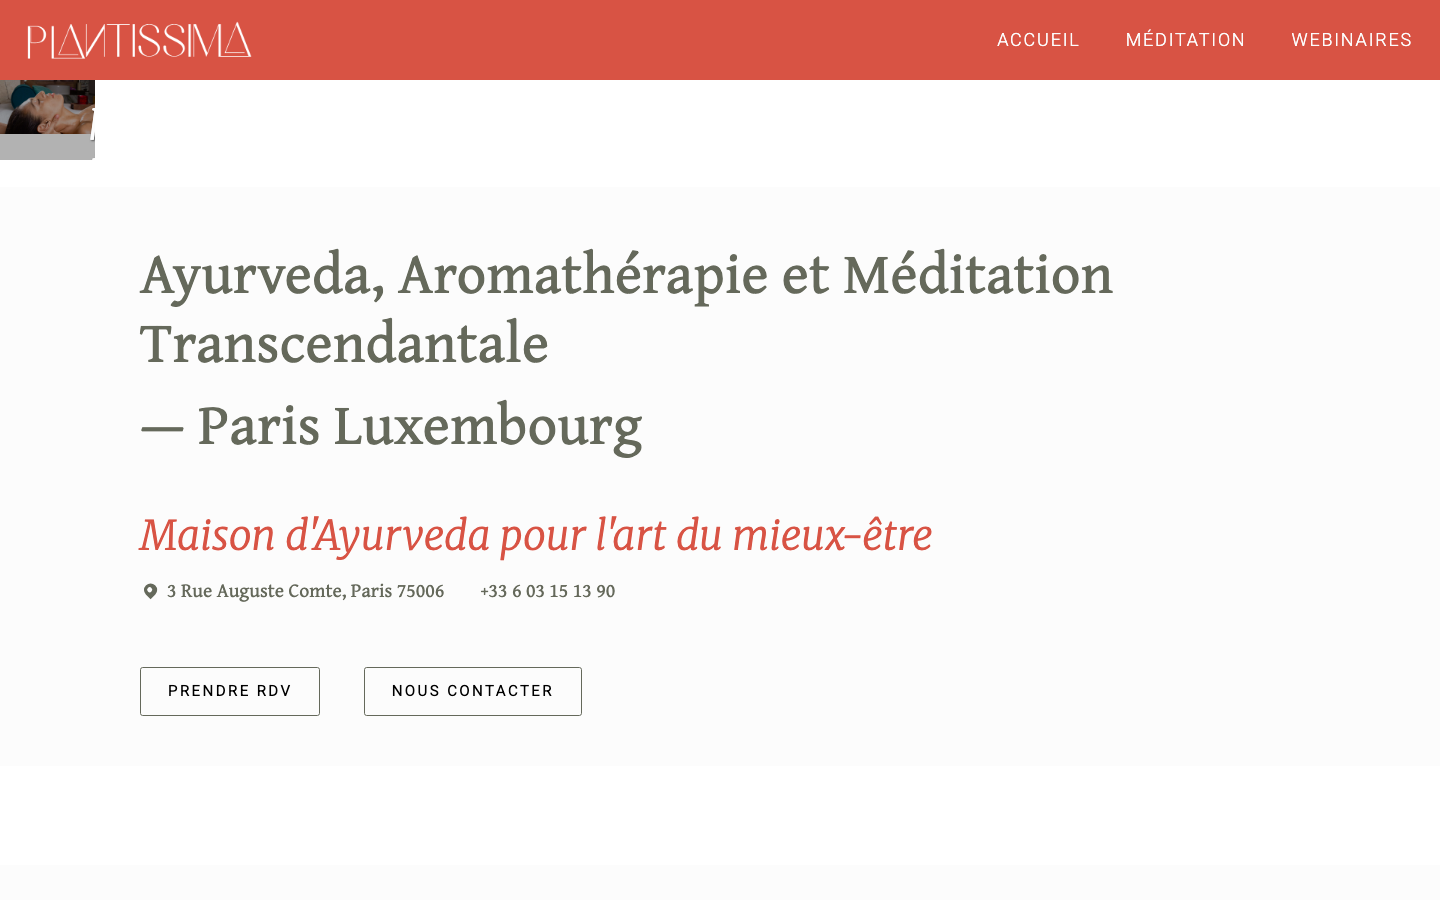 PLANTISSIMA
ACCUEIL MÉDITATION WEBINAIRES
Ayurveda, Aromathérapie et Méditation
Transcendantale
— Paris Luxembourg
Maison d'Ayurveda pour l'art du mieux-être
3 Rue Auguste Comte, Paris 75006 +33 6 03 15 13 90
PRENDRE RDV NOUS CONTACTER